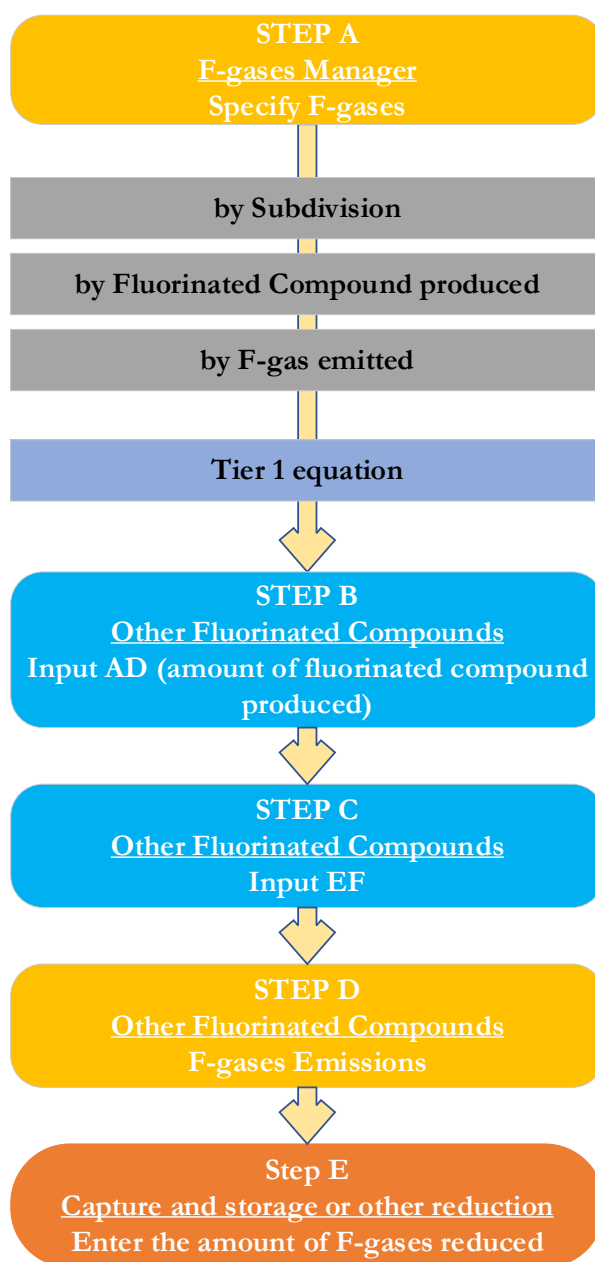 STEP A
F-gases Manager
Specify F-gases
by Subdivision
by Fluorinated Compound produced
by F-gas emitted
Tier 1 equation
STEP B
Other Fluorinated Compounds
Input AD (amount of fluorinated compound
produced)
STEP C
Other Fluorinated Compounds
Input EF
STEP D
Other Fluorinated Compounds
F-gases Emissions
Step E
Capture and storage or other reduction
Enter the amount of F-gases reduced